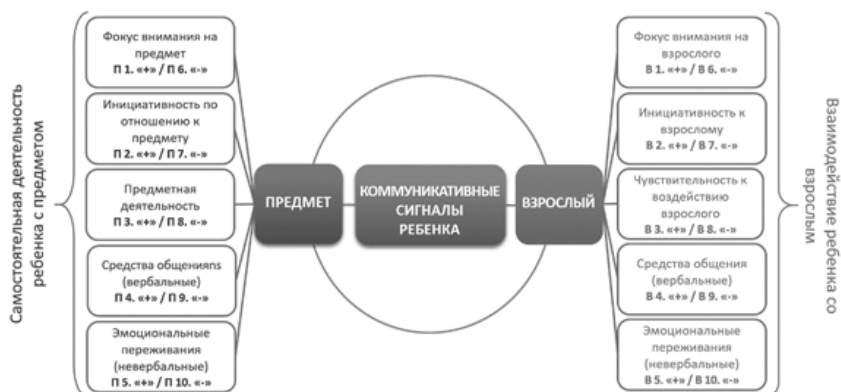 Самостоятельная деятельность
ребенка с предметом
Фокус внимания на
предмет
П 1. «+» / П 6. «-»
Инициативность по
отношению к
предмету
П 2. «+» / П 7. «-»
Предметная
деятельность
П 3. «+» / П 8. «-»
Средства общенияns
(вербальные)
П 4. «+» / П 9. «-»
Эмоциональные
переживания
(невербальные)
П 5. «+» / П 10. «-»
ПРЕДМЕТ
КОММУНИКАТИВНЫЕ
СИГНАЛЫ
РЕБЕНКА
ВЗРОСЛЫЙ
Фокус внимания на
взрослого
В 1. «+» / В 6. «-»
Инициативность к
взрослому
В 2. «+» / В 7. «-»
Чувствительность к
воздействию
взрослого
В 3. «+» / В 8. «-»
Средства общения
(вербальные)
В 4. «+» / В 9. «-»
Эмоциональные
переживания
(невербальные)
В 5. «+» / В 10. «-»
Взаимодействие ребенка со
взрослым